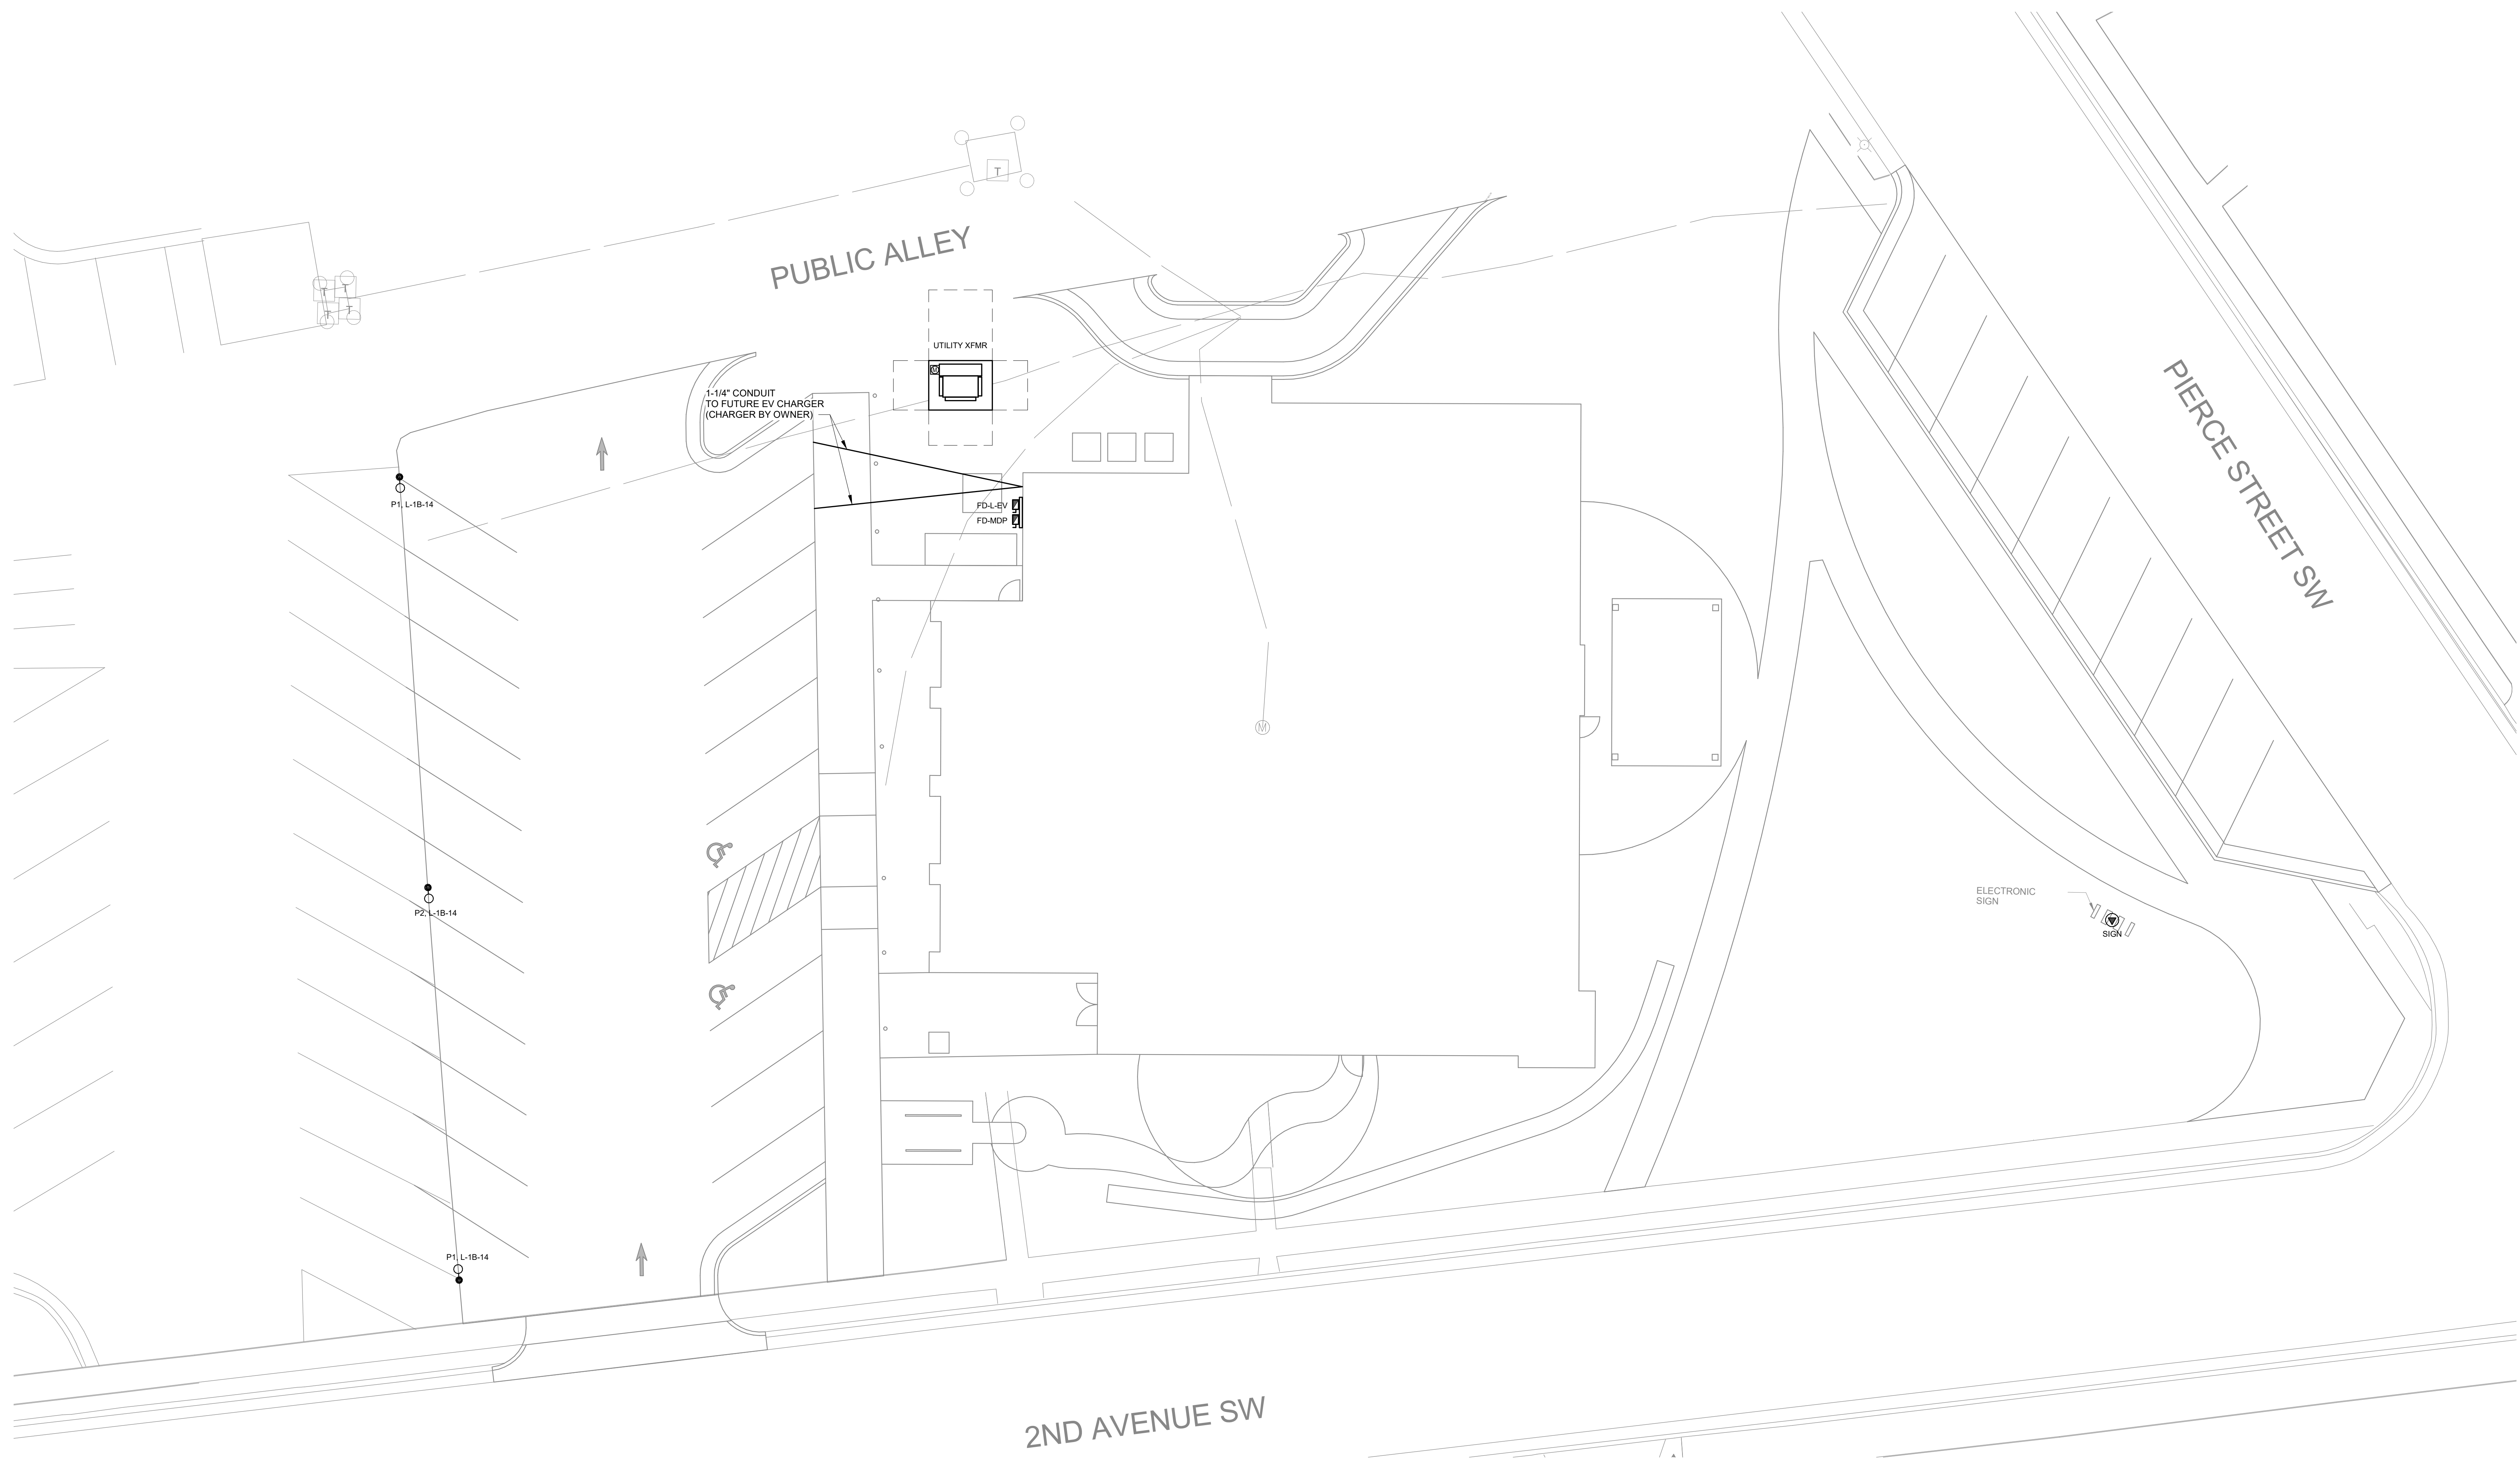 T
PUBLIC ALLEY
T
T
T
T
UTILITY XFMR
M
1-1/4" CONDUIT
TO FUTURE EV CHARGER
(CHARGER BY OWNER)
PIERCE STREET SW
P1, L-1B-14
FD-L-EV
FD-MDP
M
ELECTRONIC
SIGN
P2, L-1B-14
SIGN
P1, L-1B-14
2ND AVENUE SW